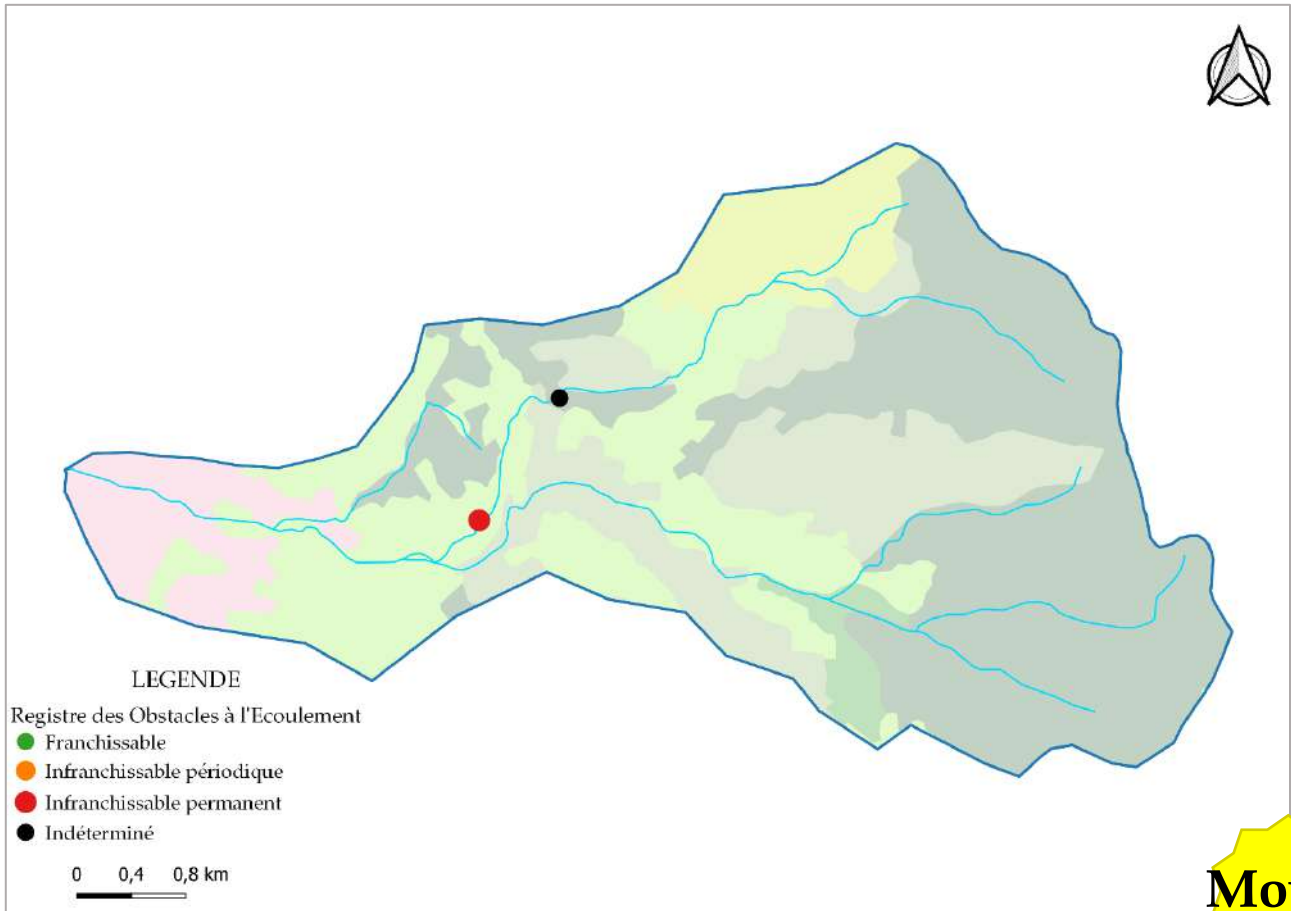 LEGENDE
Registre des Obstacles à l'Ecoulement
Franchissable
Infranchissable périodique
Infranchissable permanent
Indéterminé
0 0,4 0,8 km